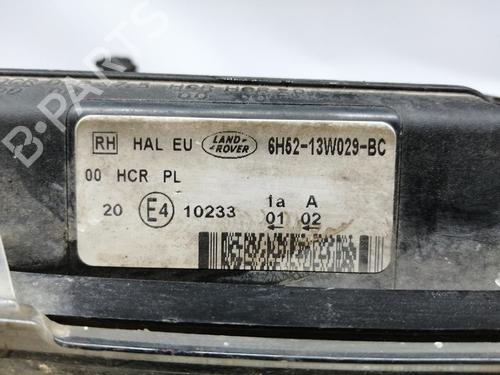 RH HAL EU LAND-ROVER 6H52-13W029-BC
00 HCR PL
20 E4 10233 1a A
01 02
B-PARTS